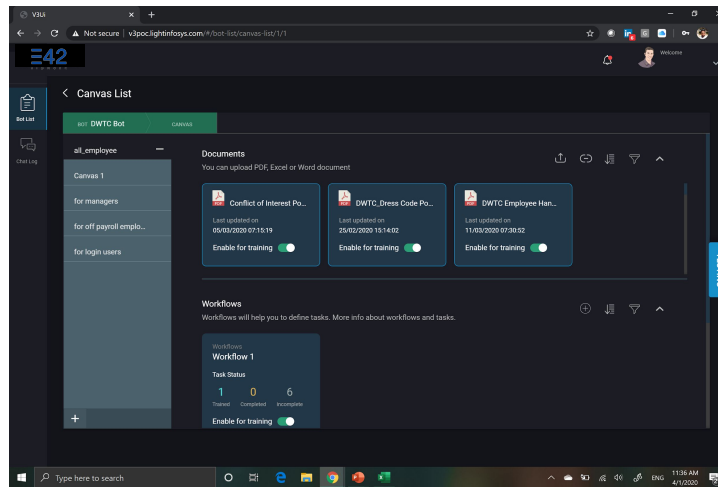 V3Ui
Not secure | v3poc.lightinfosys.com/#/bot-list/canvas-list/1/1
E42
Welcome
Canvas List
Bot List
BOT DWTC Bot CANVAS
Chat Log
all_employee
Canvas 1
for managers
for off payroll emplo...
for login users
Documents
You can upload PDF, Excel or Word document
Conflict of Interest Po...
Last updated on
05/03/2020 07:15:19
Enable for training
DWTC_Dress Code Po...
Last updated on
25/02/2020 15:14:02
Enable for training
DWTC Employee Han...
Last updated on
11/03/2020 07:30:52
Enable for training
Workflows
Workflows will help you to define tasks. More info about workflows and tasks.
Workflows
Workflow 1
Task Status
1 0 6
Trained Completed Incomplete
Enable for training
Type here to search
ENG
11:36 AM
4/1/2020